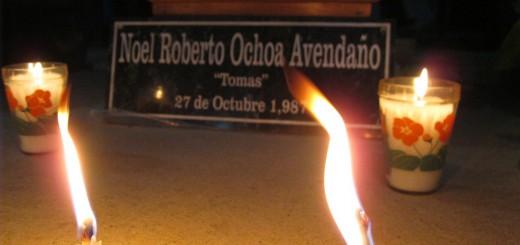 Noel Roberto Ochoa Avendaño
"Tomas"
27 de Octubre 1,987